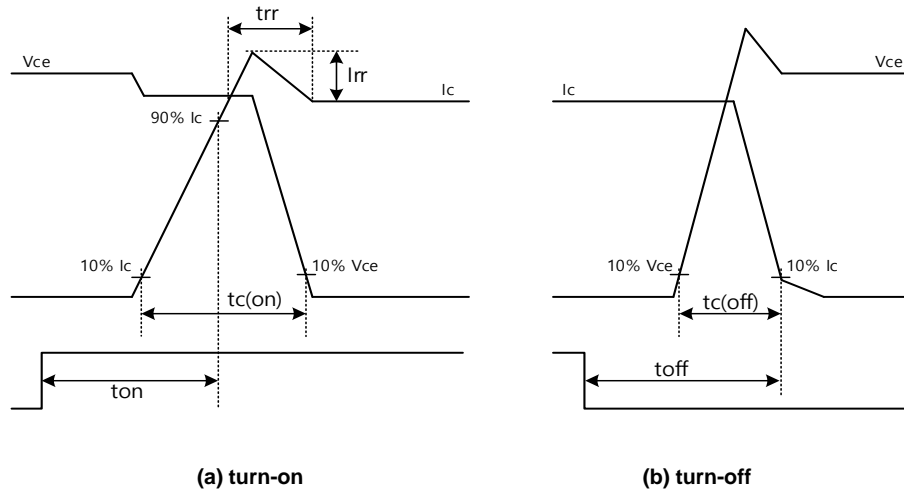 trr
Vce
Irr
Ic
90% Ic
10% Ic
10% Vce
tc(on)
ton
(a) turn-on
Vce
Ic
10% Vce
10% Ic
tc(off)
toff
(b) turn-off